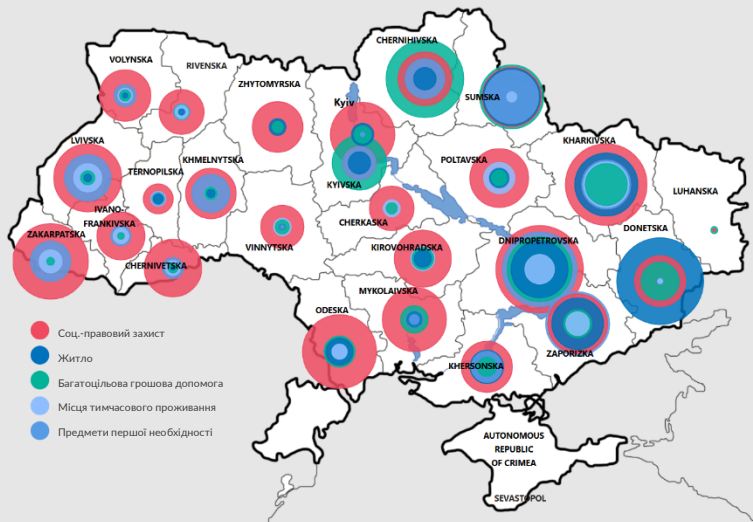 CHERNIHIVSKA
VOLYNSKA
RIVENSKA
ZHYTOMYRSKA
Kyiv
SUMSKA
KHARKIVSKA
LVIVSKA
TERNOPILSKA
KHMELNYTSKA
POLTAVSKA
KYIVSKA
LUHANSKA
IVANO-
FRANKIVSKA
CHERKASKA
ZAKARPATSKA
VINNYTSKA
KIROVOHRADSKA
DNIPROPETROVSKA
DONETSKA
CHERNIVETSKA
MYKOLAIVSKA
ODESKA
ZAPORIZKA
KHERSONSKA
Соц.-правовий захист
Житло
Багатоцільова грошова допомога
Місця тимчасового проживання
Предмети першої необхідності
AUTONOMOUS
REPUBLIC
OF CRIMEA
SEVASTOPOL